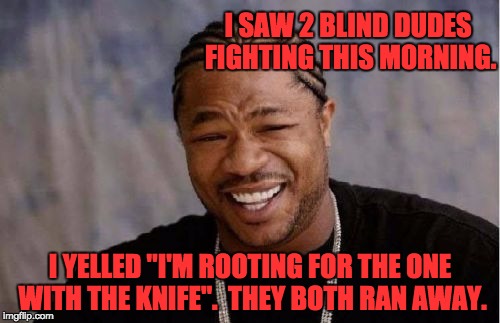 I SAW 2 BLIND DUDES
FIGHTING THIS MORNING.
I YELLED "I'M ROOTING FOR THE ONE
WITH THE KNIFE".  THEY BOTH RAN AWAY.
imgflip.com